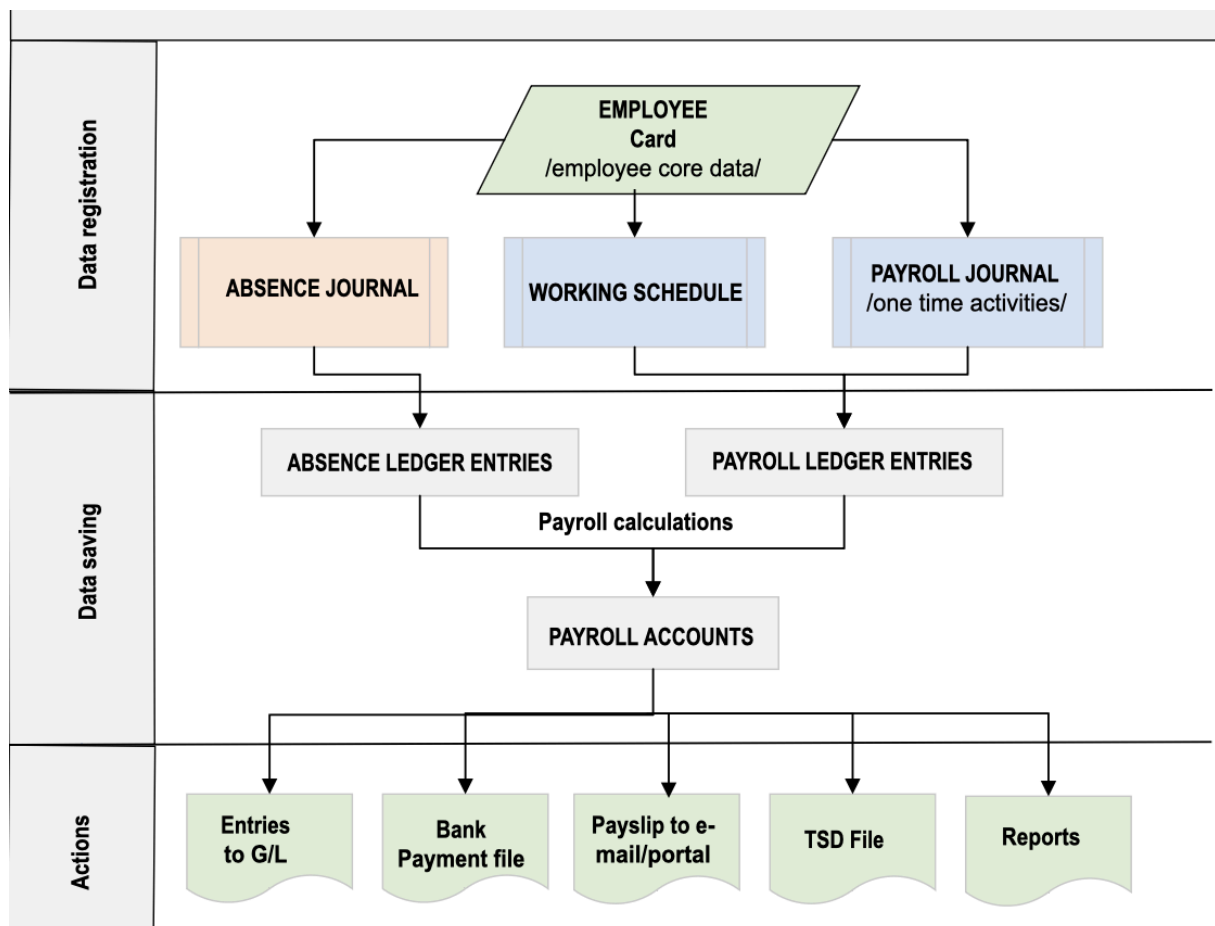 Data registration
EMPLOYEE
Card
/employee core data/
ABSENCE JOURNAL
WORKING SCHEDULE
PAYROLL JOURNAL
/one time activities/
Data saving
ABSENCE LEDGER ENTRIES
PAYROLL LEDGER ENTRIES
Payroll calculations
PAYROLL ACCOUNTS
Actions
Entries
to G/L
Bank
Payment file
Payslip to e-
mail/portal
TSD File
Reports